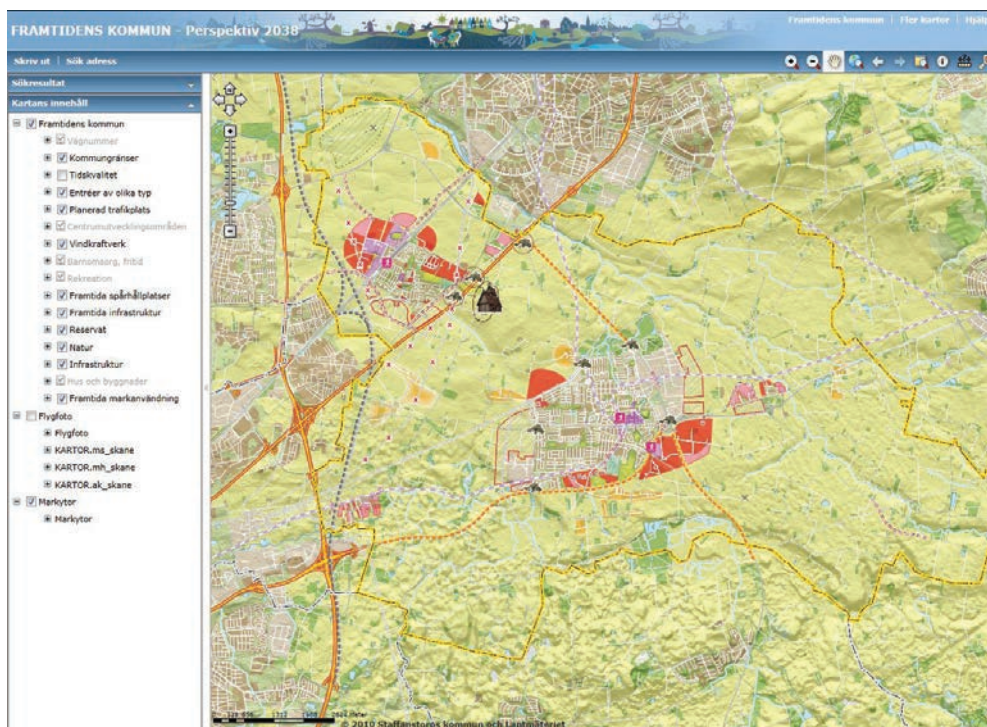 FRAMTIDENS KOMMUN - Perspektiv 2038
Framtidens kommun | Fler kartor | Hjälp
Skriv ut | Sök adress
Sökresultat
Kartans innehåll
Framtidens kommun
Vägnummer
Kommungränser
Tidskvalitet
Entréer av olika typ
Planerad trafikplats
Centrumutvecklingsområden
Vindkraftverk
Barnomsorg, fritid
Rekreation
Framtida spårhållplatser
Framtida infrastruktur
Reservat
Natur
Infrastruktur
Hus och byggnader
Framtida markanvändning
Flygfoto
Flygfoto
KARTOR.ms_skane
KARTOR.mh_skane
KARTOR.ak_skane
Markytor
Markytor
© 2010 Staffanstorps kommun och Lantmäteriet